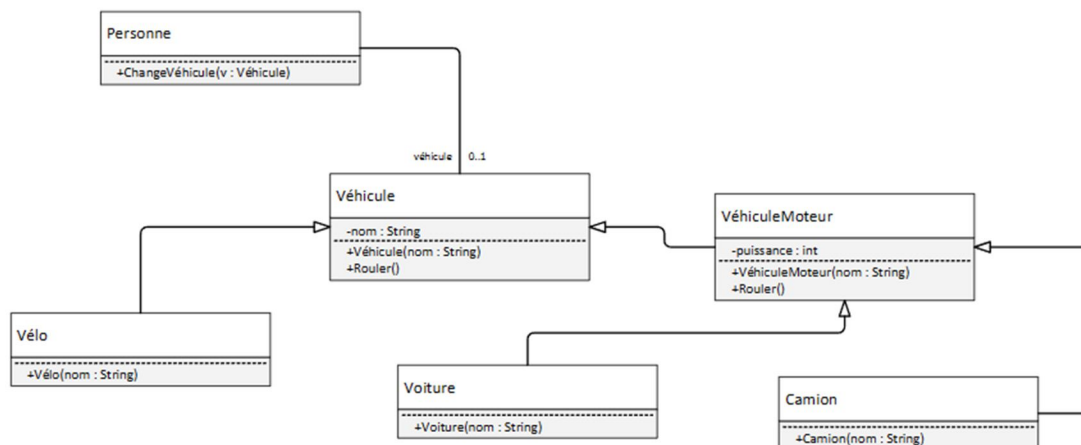 Personne
+ChangeVéhicule(v : Véhicule)
véhicule 0..1
Véhicule
-nom : String
+Véhicule(nom : String)
+Rouler()
VéhiculeMoteur
-puissance : int
+VéhiculeMoteur(nom : String)
+Rouler()
Vélo
+Vélo(nom : String)
Voiture
+Voiture(nom : String)
Camion
+Camion(nom : String)